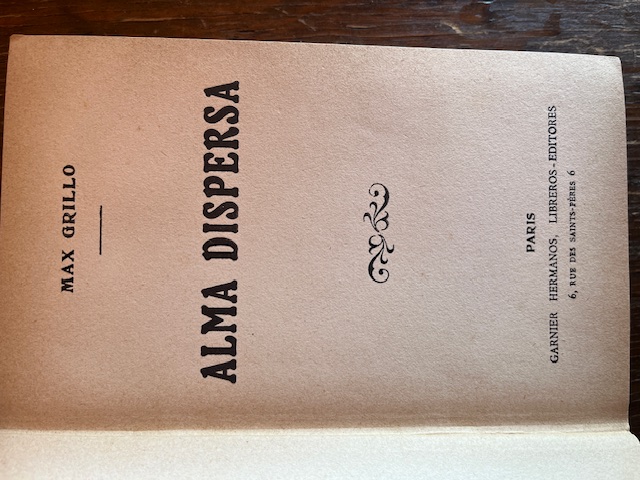 MAX GRILLO
ALMA DISPERSA
PARIS
GARNIER HERMANOS, LIBREROS-EDITORES
6, RUE DES SAINTS-PÈRES 6